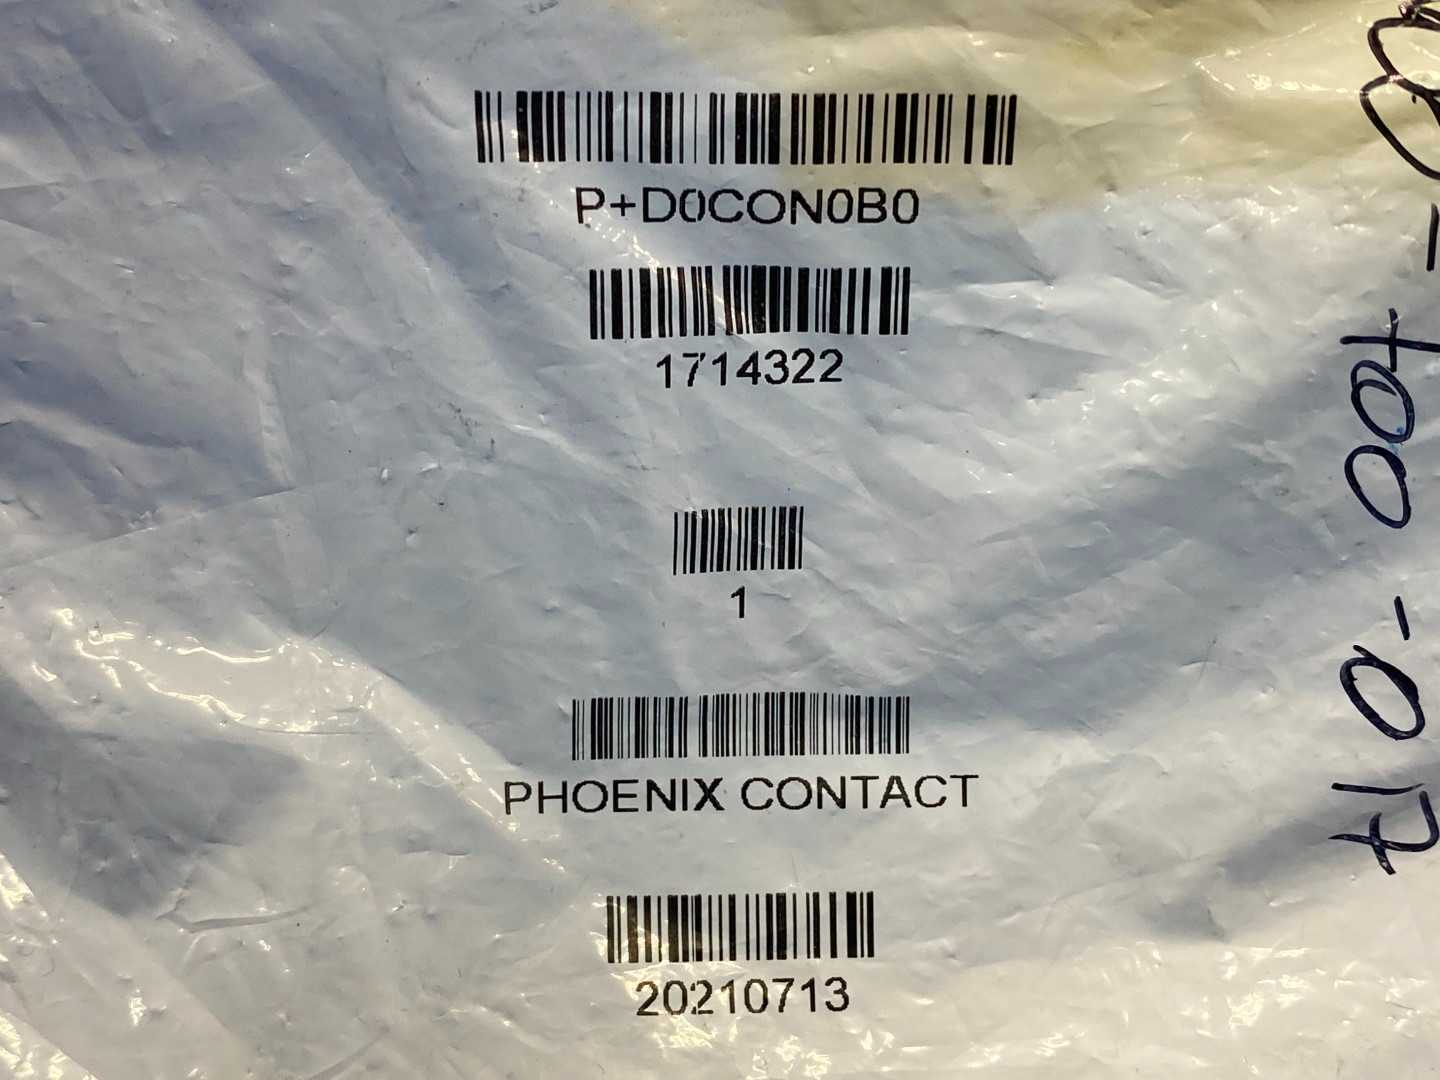 P+D0CON0B0
1714322
1
PHOENIX CONTACT
20210713